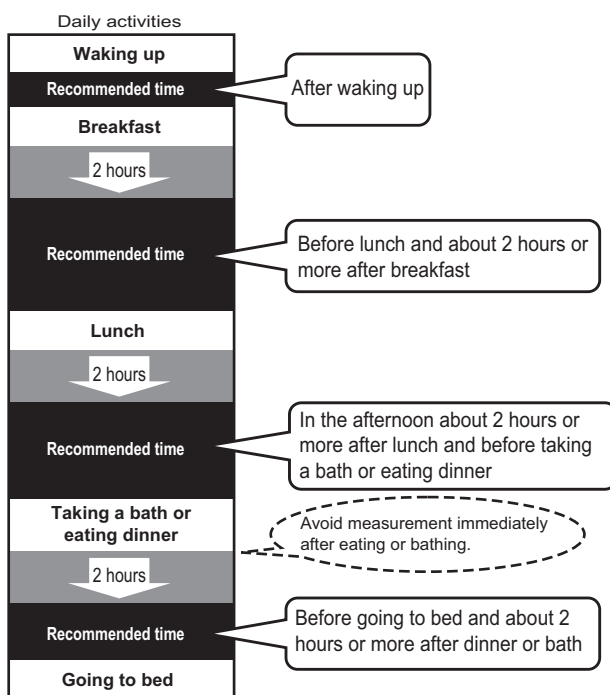 Daily activities
Waking up
Recommended time
After waking up
Breakfast
2 hours
Recommended time
Before lunch and about 2 hours or
more after breakfast
Lunch
2 hours
Recommended time
In the afternoon about 2 hours or
more after lunch and before taking
a bath or eating dinner
Taking a bath or
eating dinner
Avoid measurement immediately
after eating or bathing.
2 hours
Recommended time
Before going to bed and about 2
hours or more after dinner or bath
Going to bed